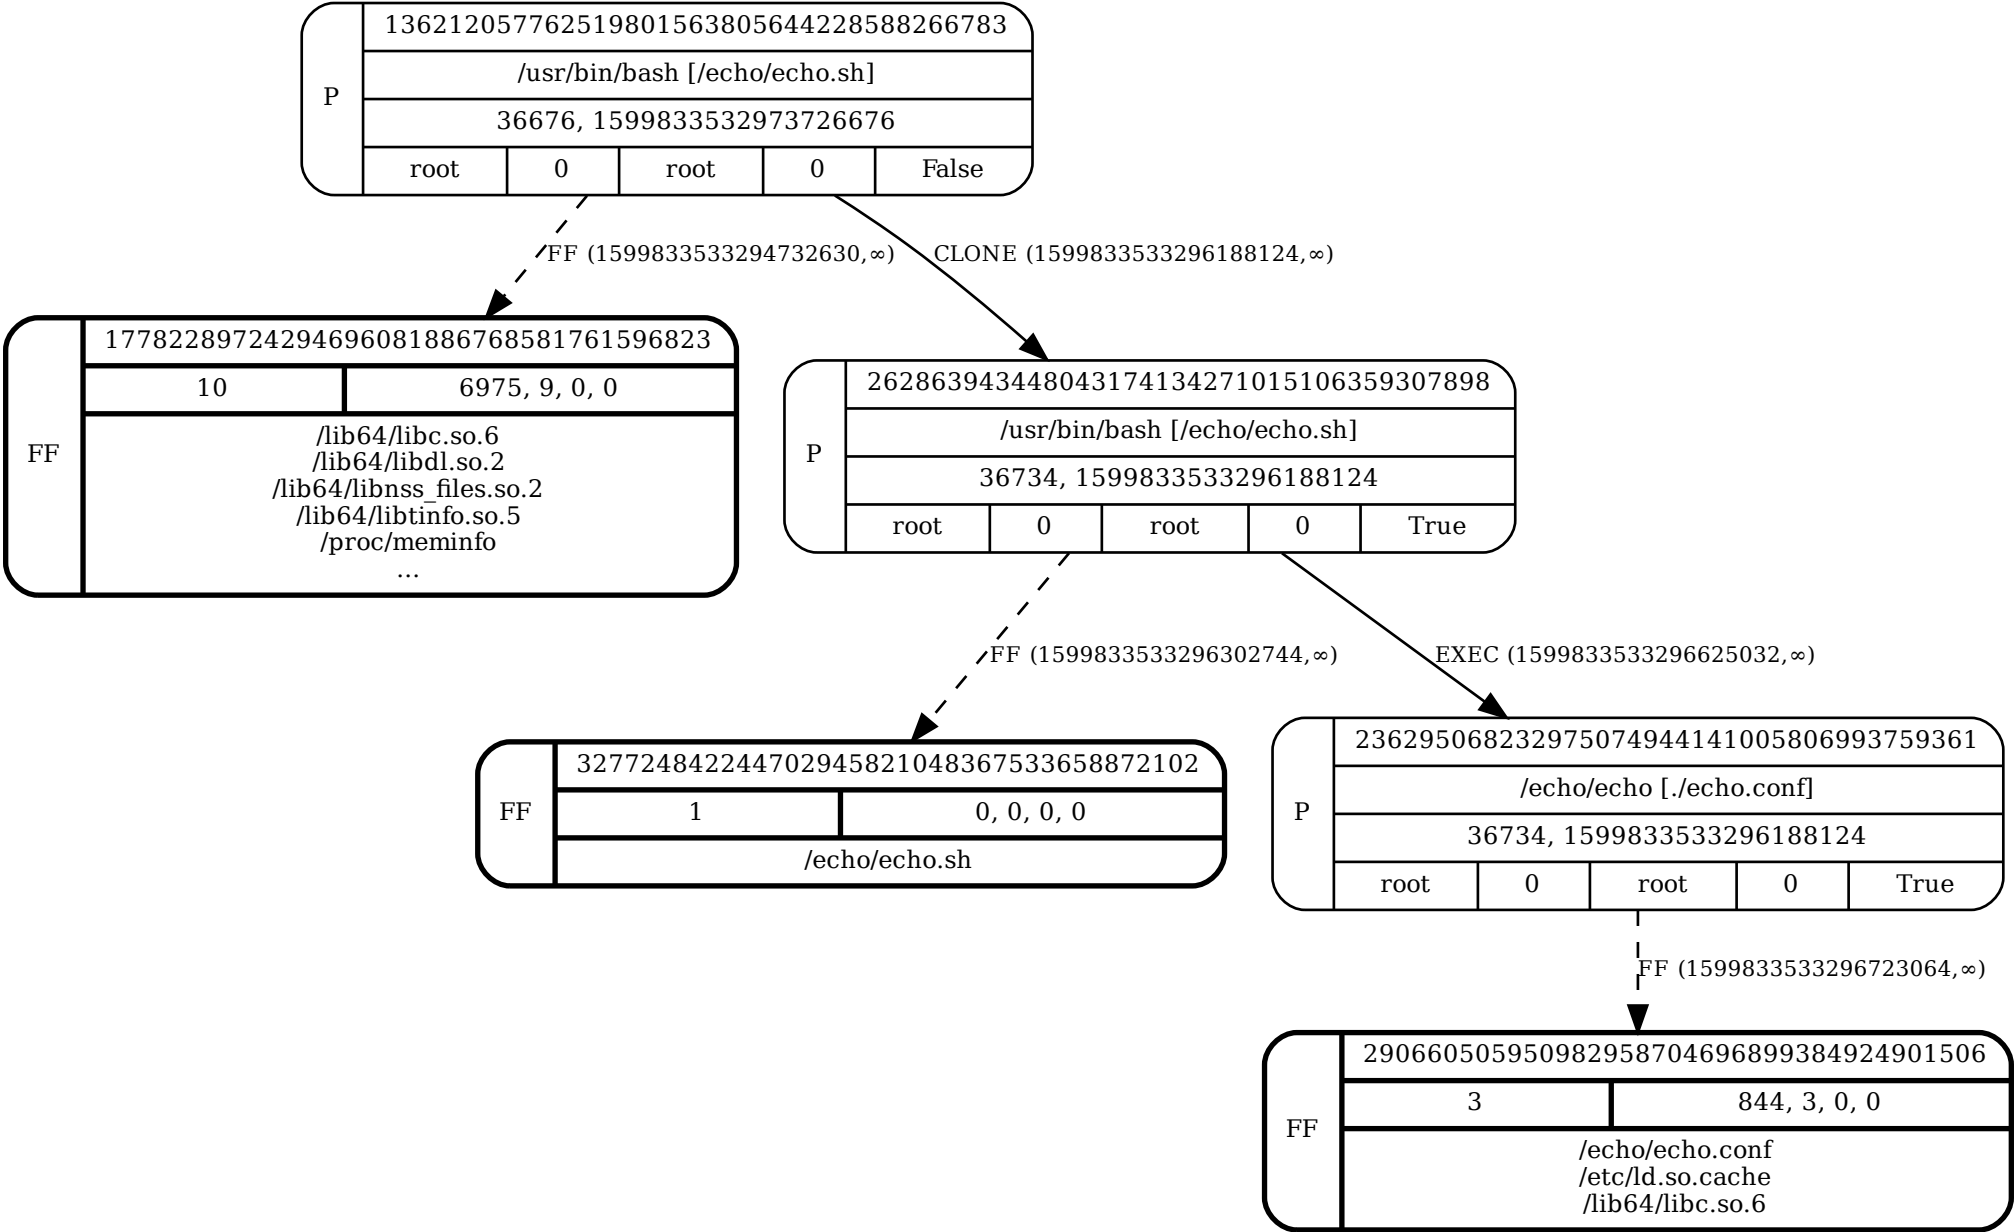 P
13621205776251980156380564422858826 6783
/usr/bin/bash [/echo/echo.sh]
36676, 1599833532973726676
root 0 root 0 False
FF (1599833533294732630,∞)
CLONE (1599833533296188124,∞)
FF
177822897242946960818867685817615968​23
10 6975, 9, 0, 0
/lib64/libc.so.6
/lib64/libdl.so.2
/lib64/libnss_files.so.2
/lib64/libtinfo.so.5
/proc/meminfo
...
P
262863943448043174134271015106359307898
/usr/bin/bash [/echo/echo.sh]
36734, 1599833533296188124
root 0 root 0 True
FF (1599833533296302744,∞)
EXEC (1599833533296625032,∞)
FF
327724842244702945821048367533658872102
1 0, 0, 0, 0
/echo/echo.sh
P
236295068232975074944141005806993759361
/echo/echo [./echo.conf]
36734, 1599833533296188124
root 0 root 0 True
FF (1599833533296723064,∞)
FF
290660505950982958704696899384924901506
3 844, 3, 0, 0
/echo/echo.conf
/etc/ld.so.cache
/lib64/libc.so.6